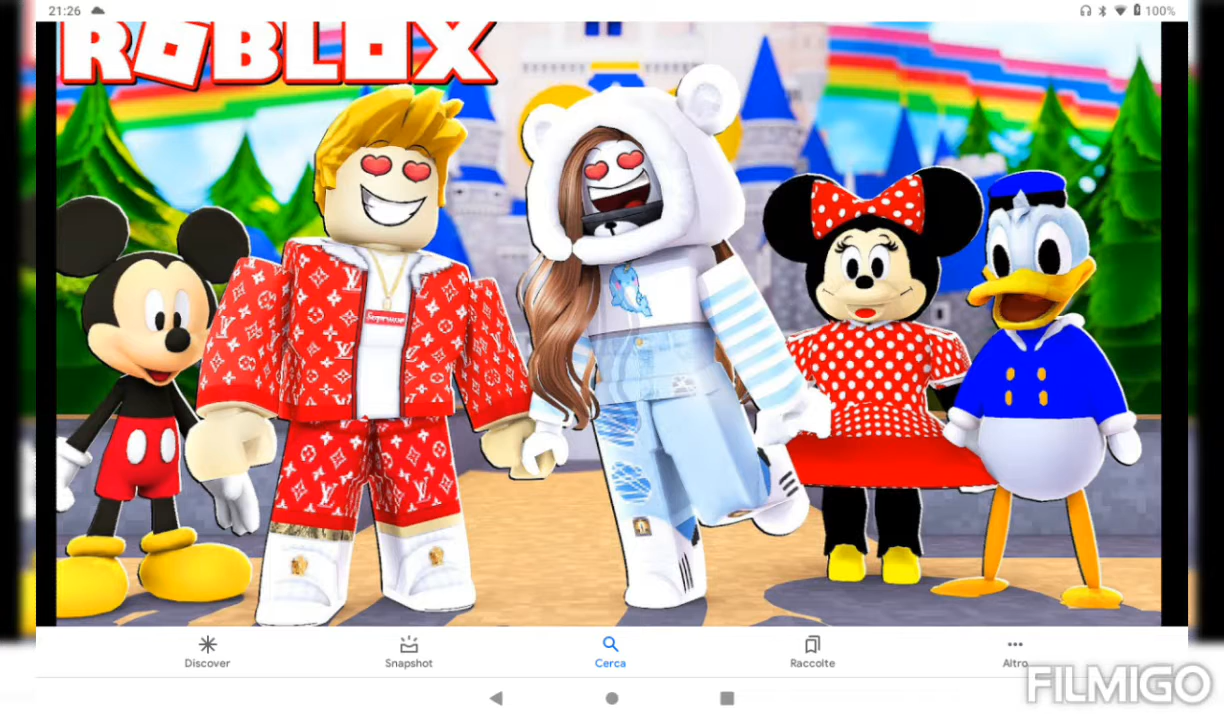 21:26
100%
ROBLOX
Supreme
Discover
Snapshot
Cerca
Raccolte
Altro
FILMIGO